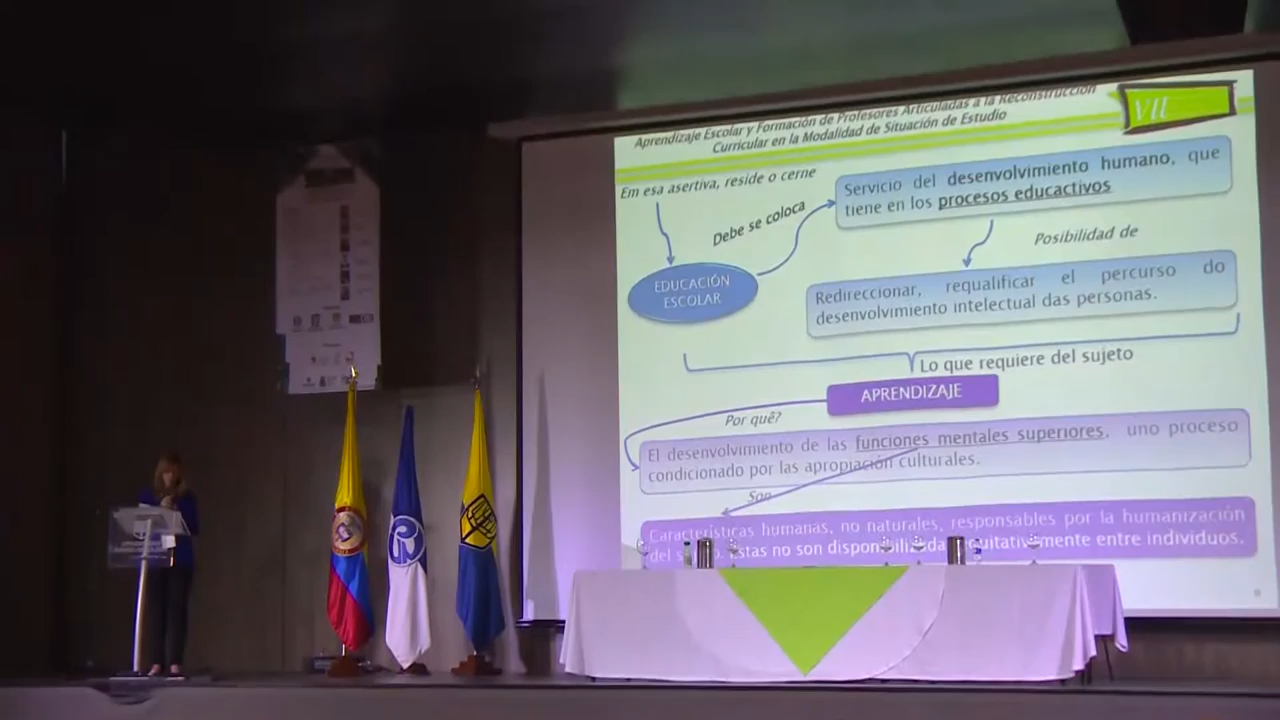 Aprendizaje Escolar y Formación de Profesores Articuladas a la Reconstrucción
Curricular en la Modalidad de Situación de Estudio
VII
Em esa asertiva, reside o cerne
Debe se coloca
Servicio del desenvolvimiento humano, que
tiene en los procesos educactivos
EDUCACIÓN
ESCOLAR
Posibilidad de
Redireccionar, requalificar el percurso do
desenvolvimiento intelectual das personas.
Lo que requiere del sujeto
APRENDIZAJE
Por quê?
El desenvolvimiento de las funciones mentales superiores, uno proceso
condicionado por las apropiación culturales.
Son
Características humanas, no naturales, responsables por la humanización
del Estas no son entre individuos.